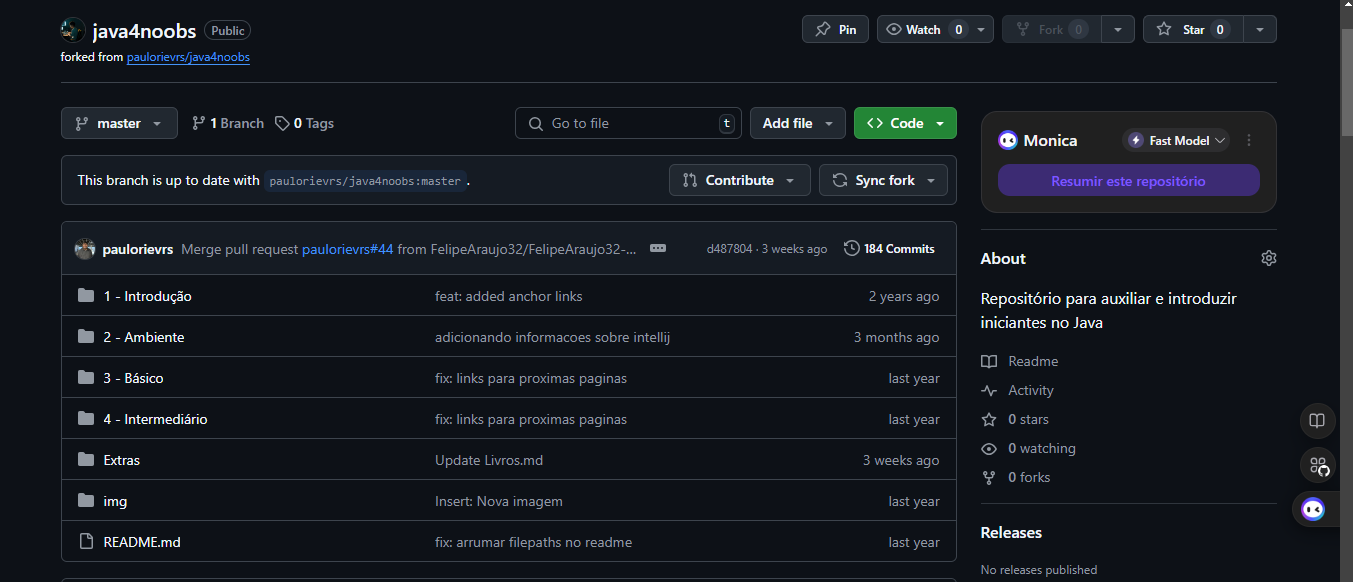 java4noobs Public Pin Watch 0 Fork 0 Star 0
forked from paulorievrs/java4noobs
master 1 Branch 0 Tags Go to file t Add file Code
This branch is up to date with paulorievrs/java4noobs:master . Contribute Sync fork
paulorievrs Merge pull request paulorievrs#44 from FelipeAraujo32/FelipeAraujo32-... d487804 · 3 weeks ago 184 Commits
1 - Introdução feat: added anchor links 2 years ago
2 - Ambiente adicionando informacoes sobre intellij 3 months ago
3 - Básico fix: links para proximas paginas last year
4 - Intermediário fix: links para proximas paginas last year
Extras Update Livros.md 3 weeks ago
img Insert: Nova imagem last year
README.md fix: arrumar filepaths no readme last year
Monica Fast Model
Resumir este repositório
About
Repositório para auxiliar e introduzir
iniciantes no Java
Readme
Activity
0 stars
0 watching
0 forks
Releases
No releases published